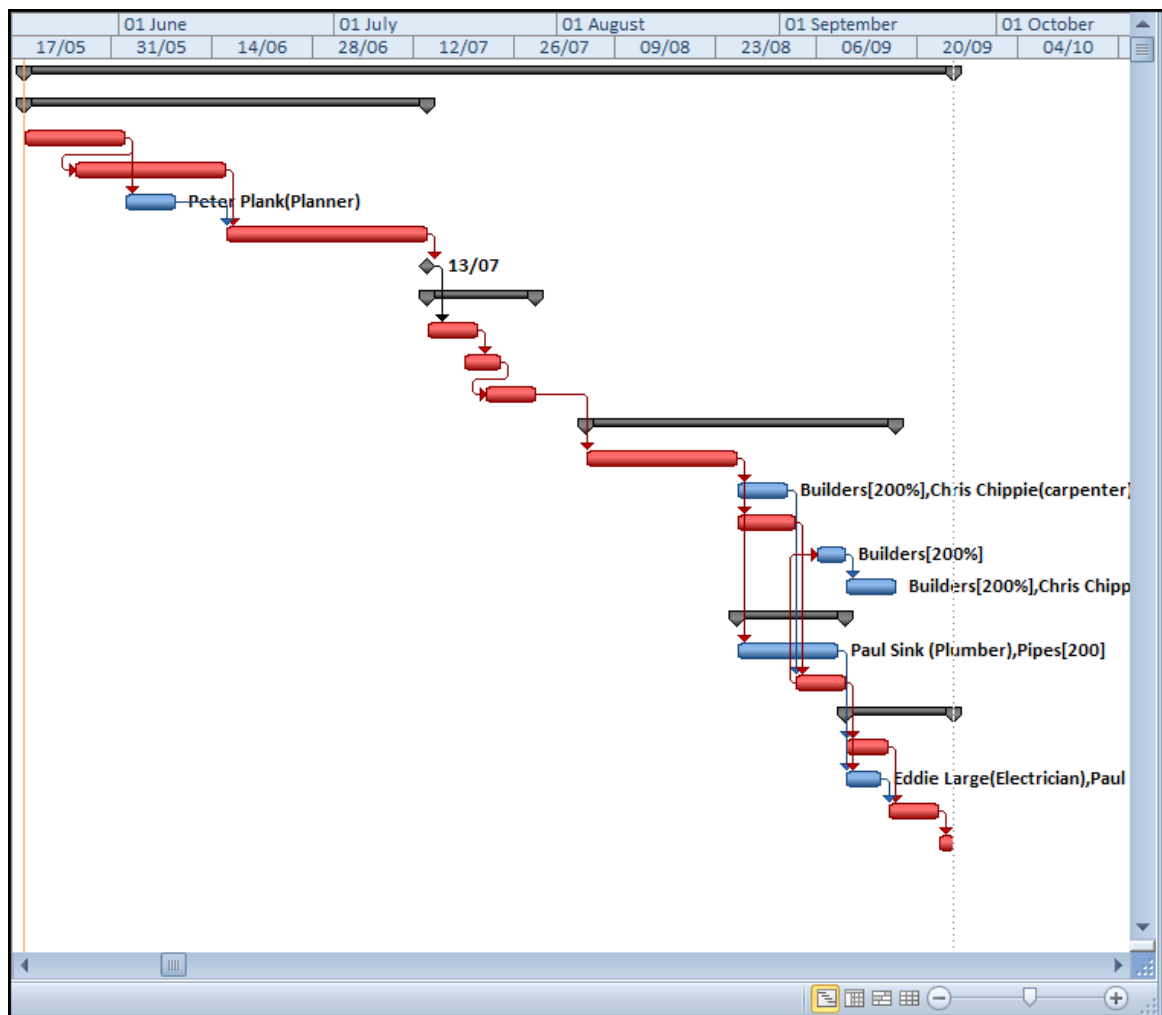 01 June 01 July 01 August 01 September 01 October
17/05 31/05 14/06 28/06 12/07 26/07 09/08 23/08 06/09 20/09 04/10
Peter Plank(Planner)
13/07
Builders[200%],Chris Chippie(carpenter)
Builders[200%]
Builders[200%],Chris Chipp
Paul Sink (Plumber),Pipes[200]
Eddie Large(Electrician),Paul